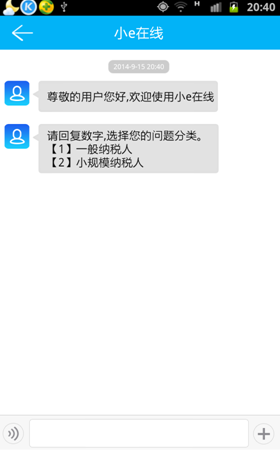 H 20:40
小e在线
2014-9-15 20:40
尊敬的用户您好,欢迎使用小e在线
请回复数字,选择您的问题分类。
【1】一般纳税人
【2】小规模纳税人